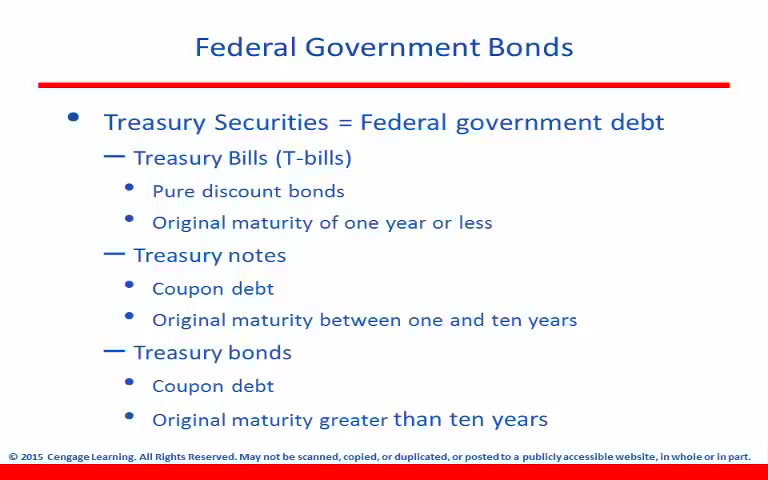 Federal Government Bonds
• Treasury Securities = Federal government debt
— Treasury Bills (T-bills)
• Pure discount bonds
• Original maturity of one year or less
— Treasury notes
• Coupon debt
• Original maturity between one and ten years
— Treasury bonds
• Coupon debt
• Original maturity greater than ten years
© 2015 Cengage Learning. All Rights Reserved. May not be scanned, copied, or duplicated, or posted to a publicly accessible website, in whole or in part.